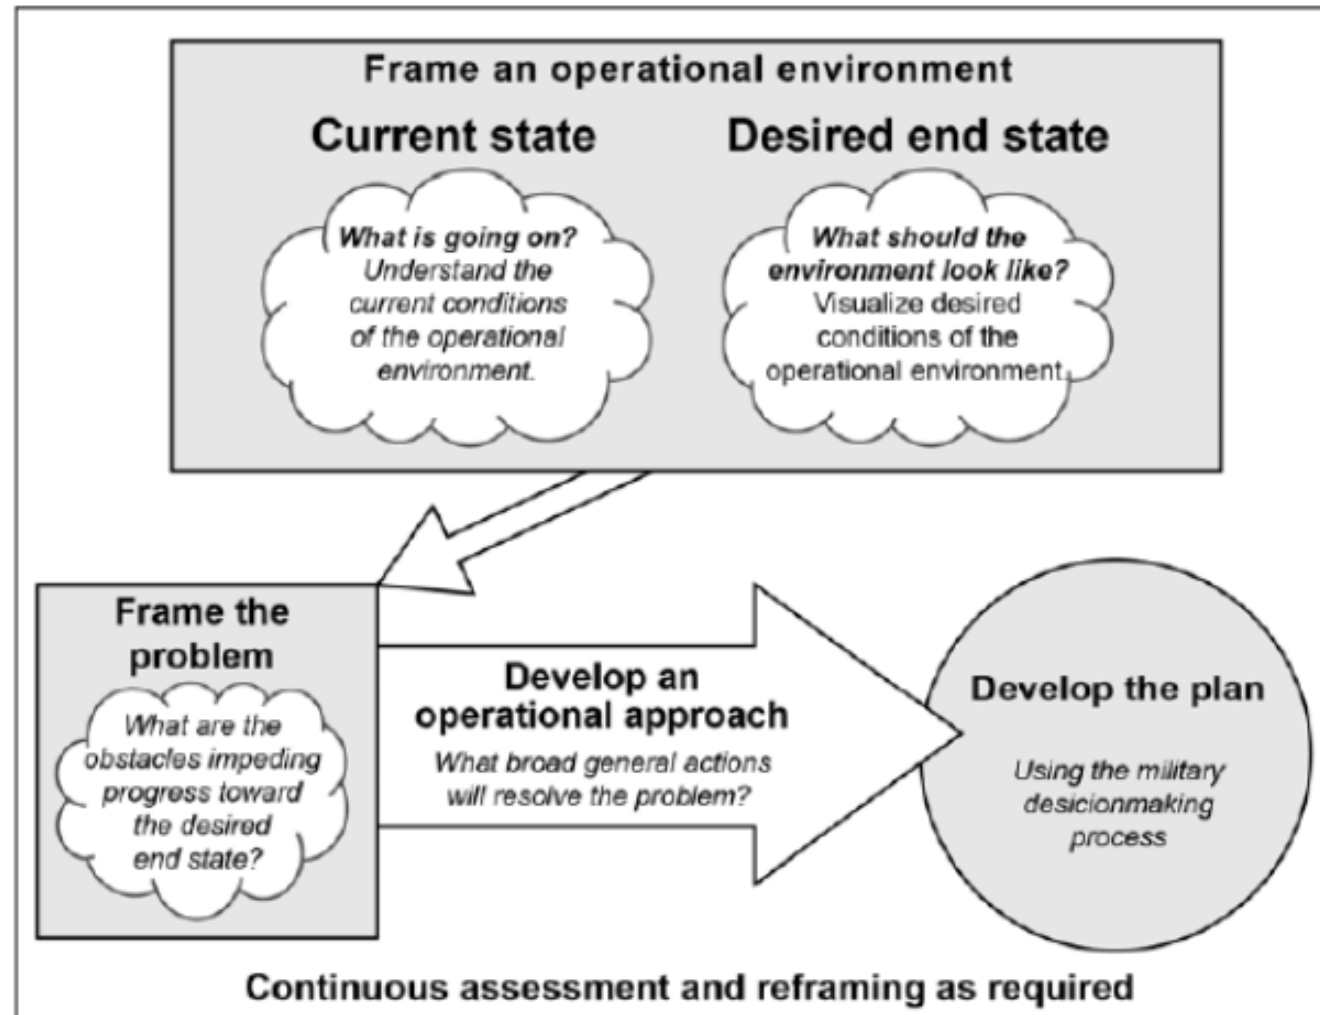 Frame an operational environment
Current state
Desired end state
What is going on?
Understand the
current conditions
of the operational
environment.
What should the
environment look like?
Visualize desired
conditions of the
operational environment.
Frame the
problem
What are the
obstacles impeding
progress toward
the desired
end state?
Develop an
operational approach
What broad general actions
will resolve the problem?
Develop the plan
Using the military
desicionmaking
process
Continuous assessment and reframing as required